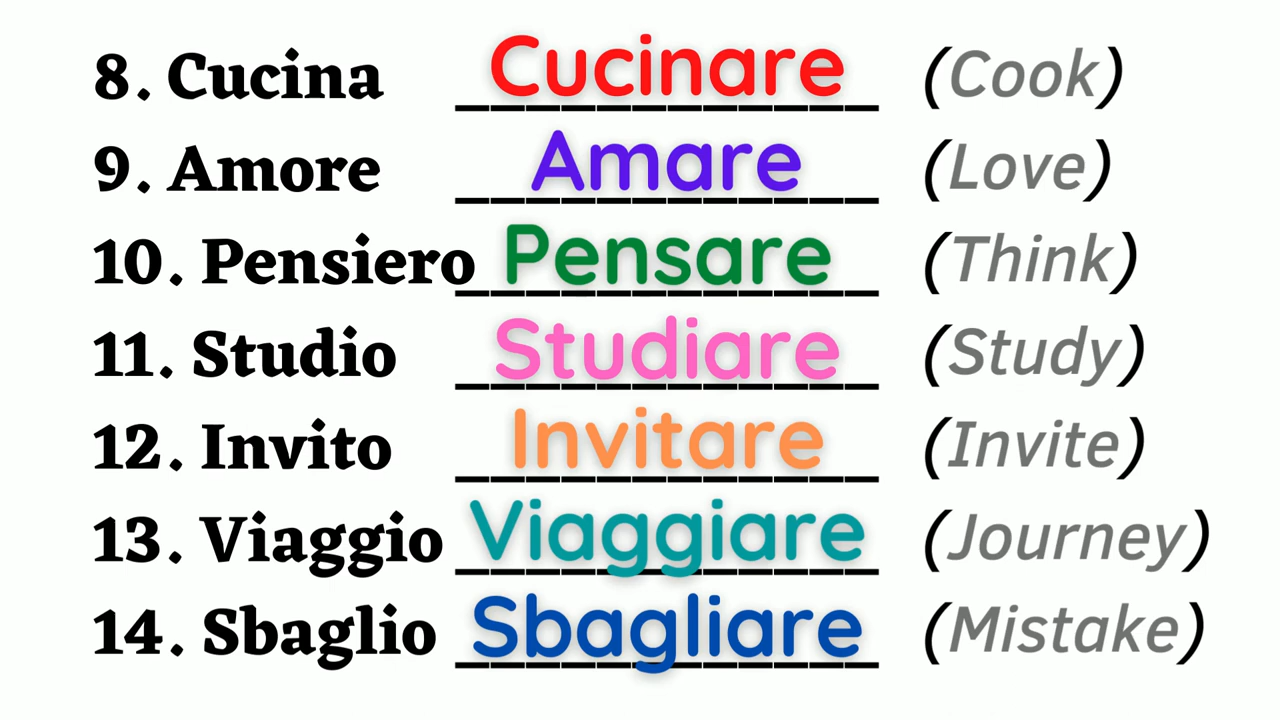 8. Cucina Cucinare (Cook)
9. Amore Amare (Love)
10. Pensiero Pensare (Think)
11. Studio Studiare (Study)
12. Invito Invitare (Invite)
13. Viaggio Viaggiare (Journey)
14. Sbaglio Sbagliare (Mistake)